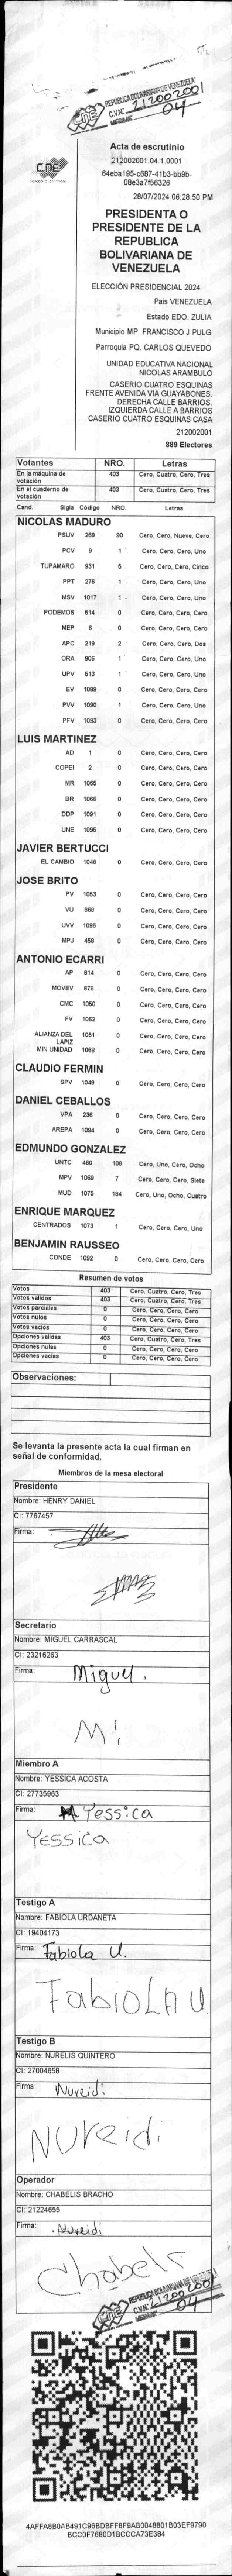 REPUBLICA BOLIVARIANA DE VENEZUELA
CNE
C.V.N° 212002001
04
CNE
Acta de escrutinio
212002001.04.1.0001
64eba195-c687-41b3-bb9b-
08e3a7f56326
28/07/2024 06:28:50 PM
PRESIDENTA O
PRESIDENTE DE LA
REPUBLICA
BOLIVARIANA DE
VENEZUELA
ELECCIÓN PRESIDENCIAL 2024
Pais VENEZUELA
Estado EDO. ZULIA
Municipio MP. FRANCISCO J PULG
Parroquia PQ. CARLOS QUEVEDO
UNIDAD EDUCATIVA NACIONAL
NICOLAS ARAMBULO
CASERIO CUATRO ESQUINAS
FRENTE AVENIDA VIA GUAYABONES.
DERECHA CALLE BARRIOS.
IZQUIERDA CALLE A BARRIOS
CASERIO CUATRO ESQUINAS CASA
212002001
889 Electores
Votantes NRO. Letras
En la máquina de votación 403 Cero, Cuatro, Cero, Tres
En el cuaderno de votación 403 Cero, Cuatro, Cero, Tres
Cand. Sigla Código NRO. Letras
NICOLAS MADURO
PSUV 269 90 Cero, Cero, Nueve, Cero
PCV 9 1 Cero, Cero, Cero, Uno
TUPAMARO 931 5 Cero, Cero, Cero, Cinco
PPT 276 1 Cero, Cero, Cero, Uno
MSV 1017 1 Cero, Cero, Cero, Uno
PODEMOS 514 0 Cero, Cero, Cero, Cero
MEP 6 0 Cero, Cero, Cero, Cero
APC 219 2 Cero, Cero, Cero, Dos
ORA 906 1 Cero, Cero, Cero, Uno
UPV 513 1 Cero, Cero, Cero, Uno
EV 1089 0 Cero, Cero, Cero, Cero
PVV 1090 1 Cero, Cero, Cero, Uno
PFV 1093 0 Cero, Cero, Cero, Cero
LUIS MARTINEZ
AD 1 0 Cero, Cero, Cero, Cero
COPEI 2 0 Cero, Cero, Cero, Cero
MR 1065 0 Cero, Cero, Cero, Cero
BR 1066 0 Cero, Cero, Cero, Cero
DDP 1091 0 Cero, Cero, Cero, Cero
UNE 1095 0 Cero, Cero, Cero, Cero
JAVIER BERTUCCI
EL CAMBIO 1048 0 Cero, Cero, Cero, Cero
JOSE BRITO
PV 1053 0 Cero, Cero, Cero, Cero
VU 868 0 Cero, Cero, Cero, Cero
UVV 1096 0 Cero, Cero, Cero, Cero
MPJ 458 0 Cero, Cero, Cero, Cero
ANTONIO ECARRI
AP 814 0 Cero, Cero, Cero, Cero
MOVEV 878 0 Cero, Cero, Cero, Cero
CMC 1050 0 Cero, Cero, Cero, Cero
FV 1062 0 Cero, Cero, Cero, Cero
ALIANZA DEL LAPIZ 1051 0 Cero, Cero, Cero, Cero
MIN UNIDAD 1068 0 Cero, Cero, Cero, Cero
CLAUDIO FERMIN
SPV 1049 0 Cero, Cero, Cero, Cero
DANIEL CEBALLOS
VPA 236 0 Cero, Cero, Cero, Cero
AREPA 1094 0 Cero, Cero, Cero, Cero
EDMUNDO GONZALEZ
UNTC 460 108 Cero, Uno, Cero, Ocho
MPV 1069 7 Cero, Cero, Cero, Siete
MUD 1075 184 Cero, Uno, Ocho, Cuatro
ENRIQUE MARQUEZ
CENTRADOS 1073 1 Cero, Cero, Cero, Uno
BENJAMIN RAUSSEO
CONDE 1092 0 Cero, Cero, Cero, Cero
Resumen de votos
Votos 403 Cero, Cuatro, Cero, Tres
Votos validos 403 Cero, Cuatro, Cero, Tres
Votos parciales 0 Cero, Cero, Cero, Cero
Votos nulos 0 Cero, Cero, Cero, Cero
Votos vacios 0 Cero, Cero, Cero, Cero
Opciones validas 403 Cero, Cuatro, Cero, Tres
Opciones nulas 0 Cero, Cero, Cero, Cero
Opciones vacias 0 Cero, Cero, Cero, Cero
Observaciones:
Se levanta la presente acta la cual firman en
señal de conformidad.
Miembros de la mesa electoral
Presidente
Nombre: HENRY DANIEL
CI: 7767457
Firma:
Secretario
Nombre: MIGUEL CARRASCAL
CI: 23216263
Firma: Miguel.
Mi
Miembro A
Nombre: YESSICA ACOSTA
CI: 27735963
Firma: Yessica
Yessica
Testigo A
Nombre: FABIOLA URDANETA
CI: 19404173
Firma: Fabiola U.
Fabiola U
Testigo B
Nombre: NURELIS QUINTERO
CI: 27004658
Firma: Nureidi
Nureidi
Operador
Nombre: CHABELIS BRACHO
CI: 21224655
Firma: Nureidi
Chabelis
REPUBLICA BOLIVARIANA DE VENEZUELA
CNE
C.V.N° 212002001
04
4AFFA8B0AB491C96BDBFF8F9AB0048801B03EF9790
BCC0F7680D1BCCCA73E384